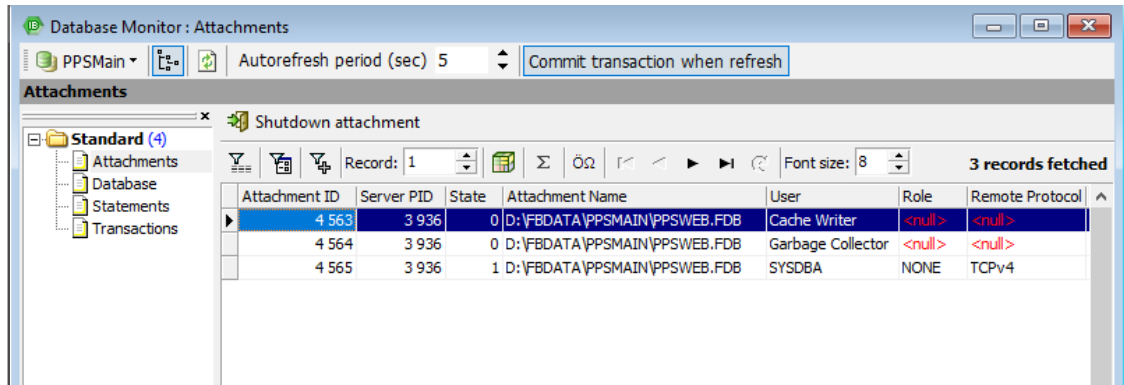 Database Monitor : Attachments
PPSMain Autorefresh period (sec) 5 Commit transaction when refresh
Attachments
Standard (4)
Attachments
Database
Statements
Transactions
Shutdown attachment
Record: 1 Σ ÖΩ Font size: 8 3 records fetched
Attachment ID Server PID State Attachment Name User Role Remote Protocol
4 563 3 936 0 D:\FBDATA\PPSMAIN\PPSWEB.FDB Cache Writer <null> <null>
4 564 3 936 0 D:\FBDATA\PPSMAIN\PPSWEB.FDB Garbage Collector <null> <null>
4 565 3 936 1 D:\FBDATA\PPSMAIN\PPSWEB.FDB SYSDBA NONE TCPv4